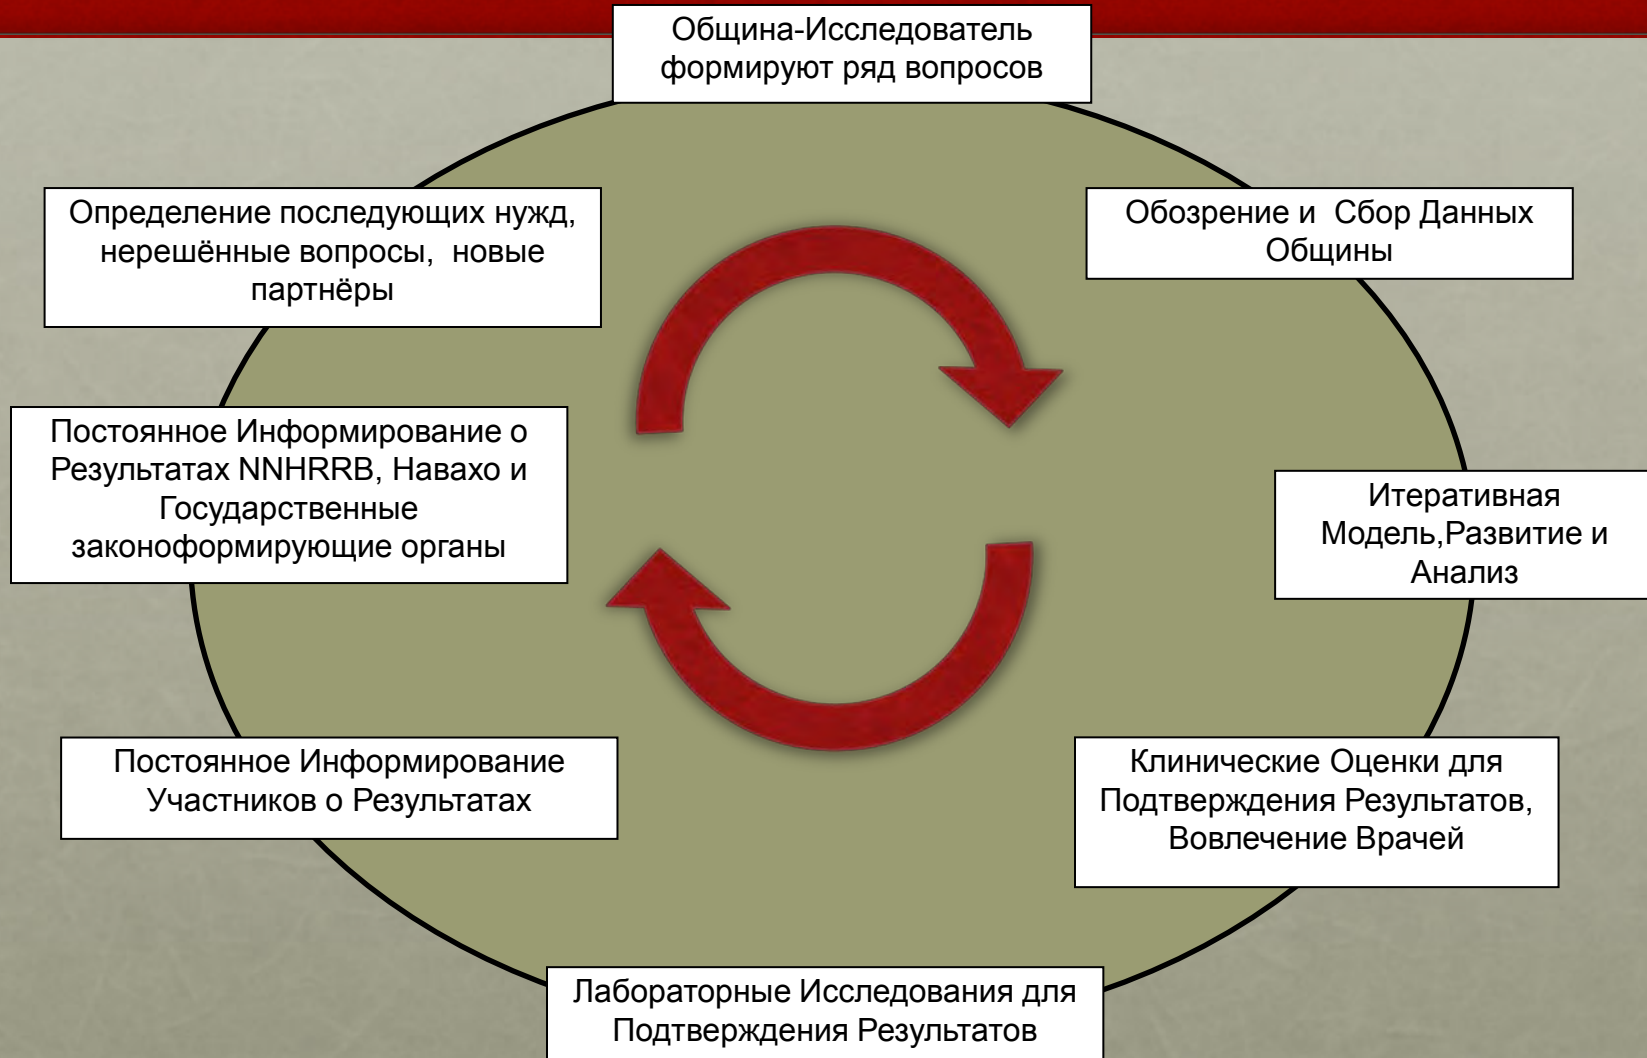 Община-Исследователь
формируют ряд вопросов
Определение последующих нужд,
нерешённые вопросы, новые
партнёры
Обозрение и Сбор Данных
Общины
Постоянное Информирование о
Результатах NNHRRB, Навахо и
Государственные
законоформирующие органы
Итеративная
Модель,Развитие и
Анализ
Постоянное Информирование
Участников о Результатах
Клинические Оценки для
Подтверждения Результатов,
Вовлечение Врачей
Лабораторные Исследования для
Подтверждения Результатов